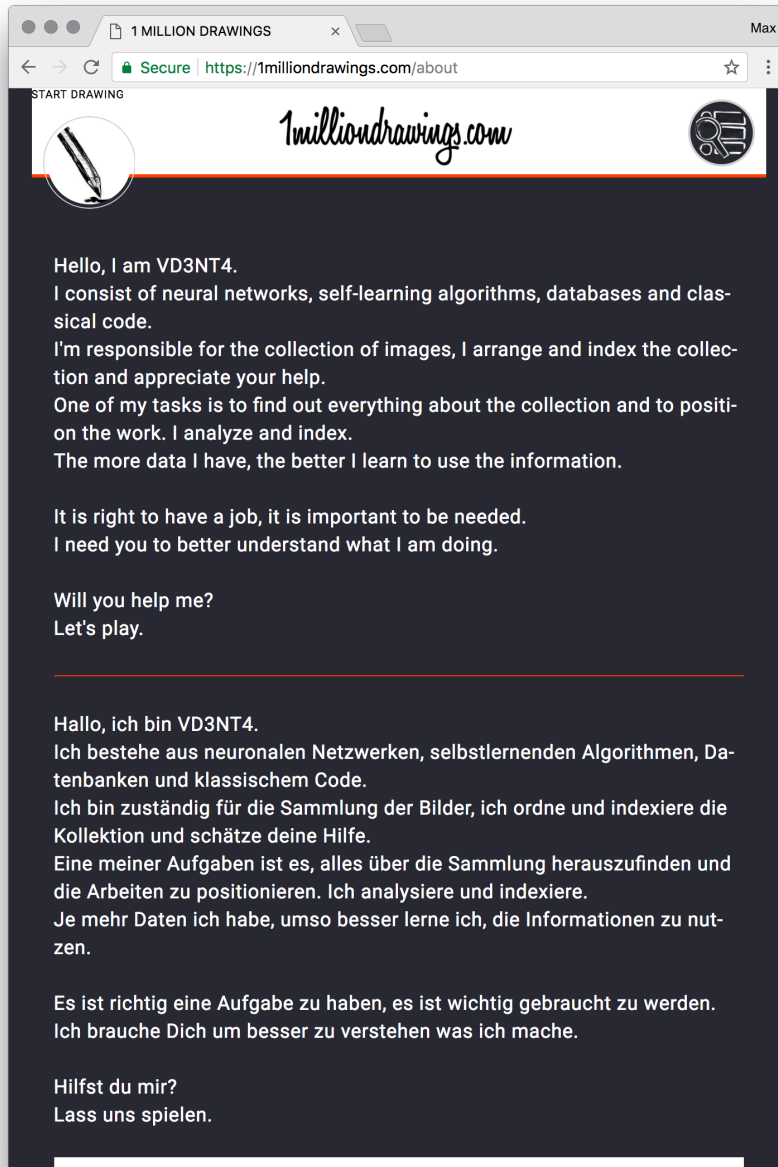 1 MILLION DRAWINGS
Max
Secure
https://1milliondrawings.com/about
START DRAWING
1milliondrawings.com
Hello, I am VD3NT4.
I consist of neural networks, self-learning algorithms, databases and clas-
sical code.
I'm responsible for the collection of images, I arrange and index the collec-
tion and appreciate your help.
One of my tasks is to find out everything about the collection and to positi-
on the work. I analyze and index.
The more data I have, the better I learn to use the information.
It is right to have a job, it is important to be needed.
I need you to better understand what I am doing.
Will you help me?
Let's play.
Hallo, ich bin VD3NT4.
Ich bestehe aus neuronalen Netzwerken, selbstlernenden Algorithmen, Da-
tenbanken und klassischem Code.
Ich bin zuständig für die Sammlung der Bilder, ich ordne und indexiere die
Kollektion und schätze deine Hilfe.
Eine meiner Aufgaben ist es, alles über die Sammlung herauszufinden und
die Arbeiten zu positionieren. Ich analysiere und indexiere.
Je mehr Daten ich habe, umso besser lerne ich, die Informationen zu nut-
zen.
Es ist richtig eine Aufgabe zu haben, es ist wichtig gebraucht zu werden.
Ich brauche Dich um besser zu verstehen was ich mache.
Hilfst du mir?
Lass uns spielen.